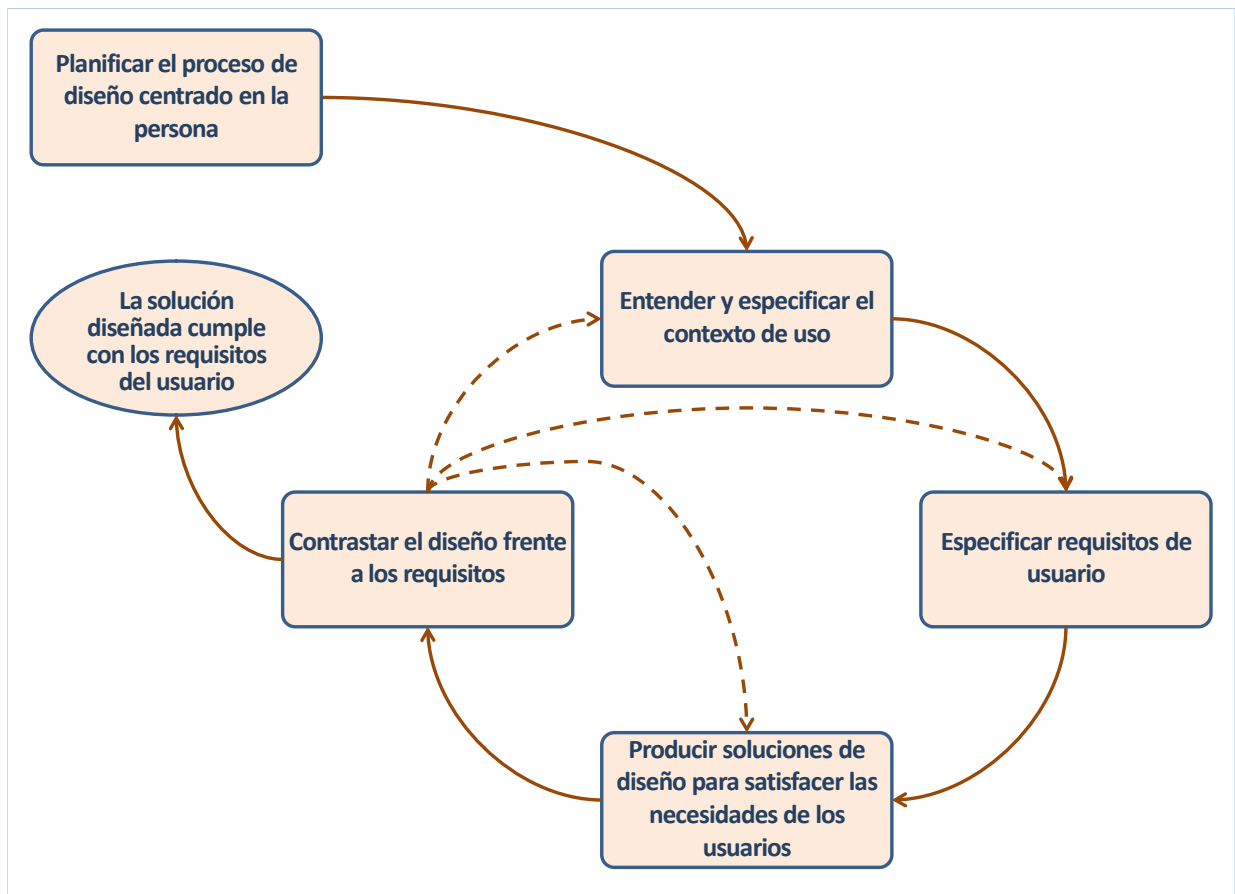 Planificar el proceso de
diseño centrado en la
persona
Entender y especificar el
contexto de uso
La solución
diseñada cumple
con los requisitos
del usuario
Contrastar el diseño frente
a los requisitos
Especificar requisitos de
usuario
Producir soluciones de
diseño para satisfacer las
necesidades de los
usuarios